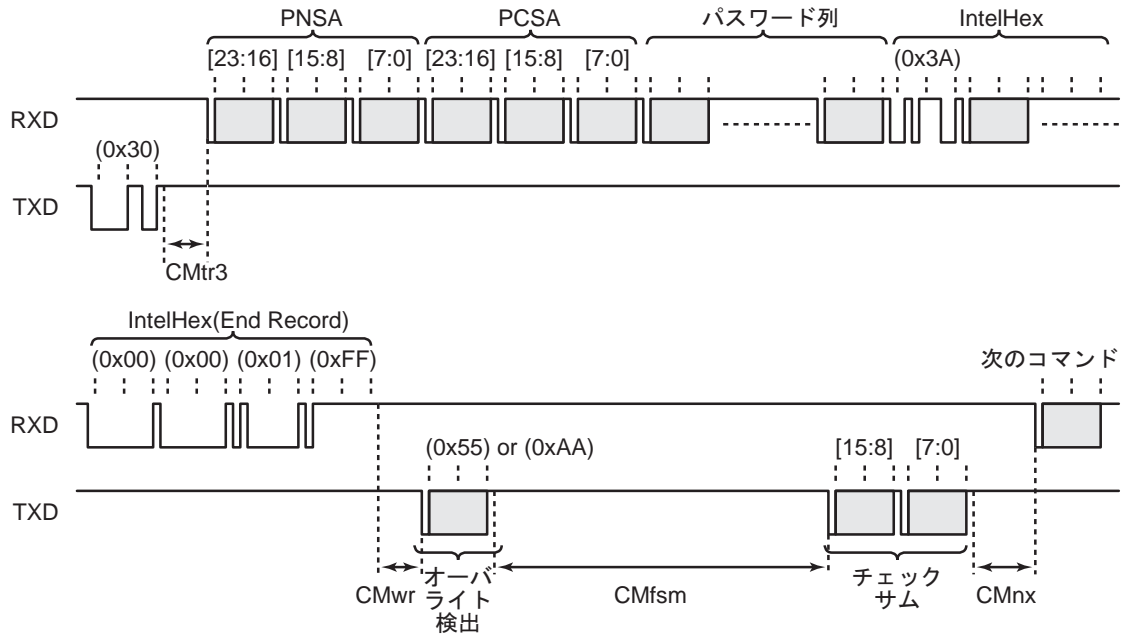 PNSA PCSA パスワード列 IntelHex
[23:16] [15:8] [7:0] [23:16] [15:8] [7:0] (0x3A)
RXD
(0x30)
TXD
CMtr3
IntelHex(End Record)
(0x00) (0x00) (0x01) (0xFF) 次のコマンド
RXD
(0x55) or (0xAA) [15:8] [7:0]
TXD
CMwr オーバ
ライト
検出 CMfsm チェック
サム CMnx